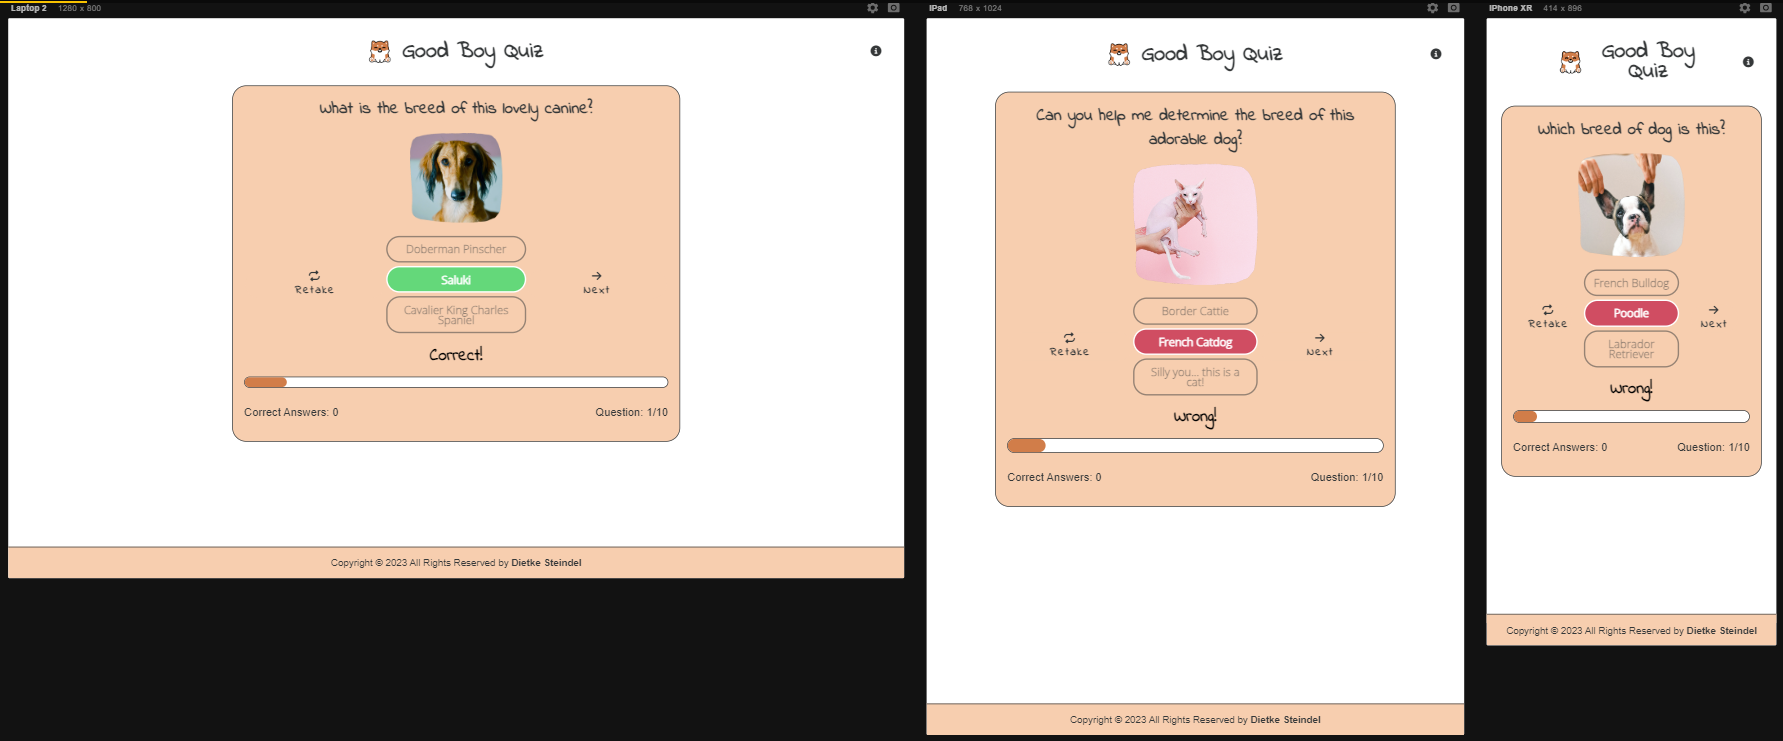 Laptop 2 1280 x 800
Good Boy Quiz
What is the breed of this lovely canine?
Doberman Pinscher
Saluki
Cavalier King Charles
Spaniel
Retake
Next
Correct!
Correct Answers: 0
Question: 1/10
Copyright © 2023 All Rights Reserved by Dietke Steindel
iPad 768 x 1024
Good Boy Quiz
Can you help me determine the breed of this
adorable dog?
Border Cattie
French Catdog
Silly you... this is a
cat!
Retake
Next
Wrong!
Correct Answers: 0
Question: 1/10
Copyright © 2023 All Rights Reserved by Dietke Steindel
iPhone XR 414 x 896
Good Boy
Quiz
Which breed of dog is this?
French Bulldog
Poodle
Labrador
Retriever
Retake
Next
Wrong!
Correct Answers: 0
Question: 1/10
Copyright © 2023 All Rights Reserved by Dietke Steindel